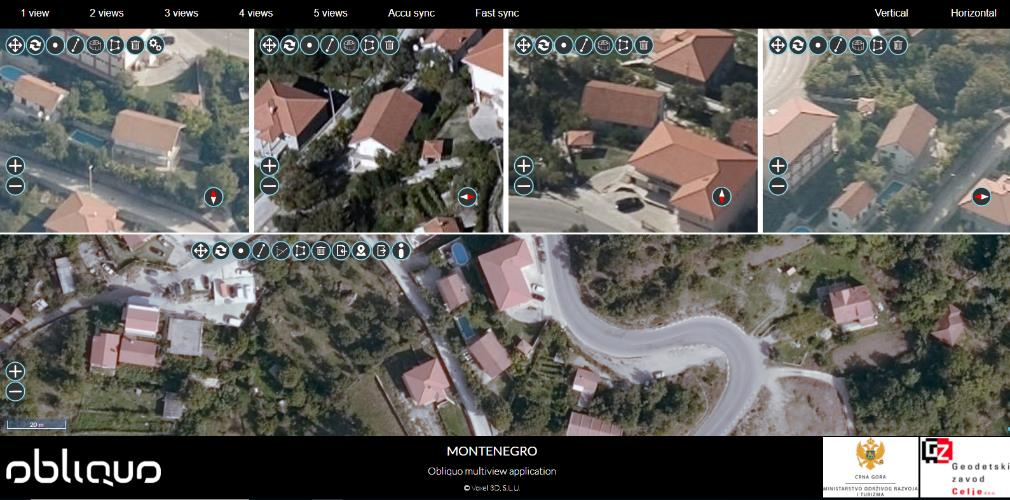 1 view 2 views 3 views 4 views 5 views Accu sync Fast sync Vertical Horizontal
20 m
obliquo
MONTENEGRO
Obliquo multiview application
© Voxel 3D, S.L.U.
CRNA GORA
MINISTARSTVO ODRŽIVOG RAZVOJA
I TURIZMA
GZ
Geodetski
zavod
Celje d.o.o.